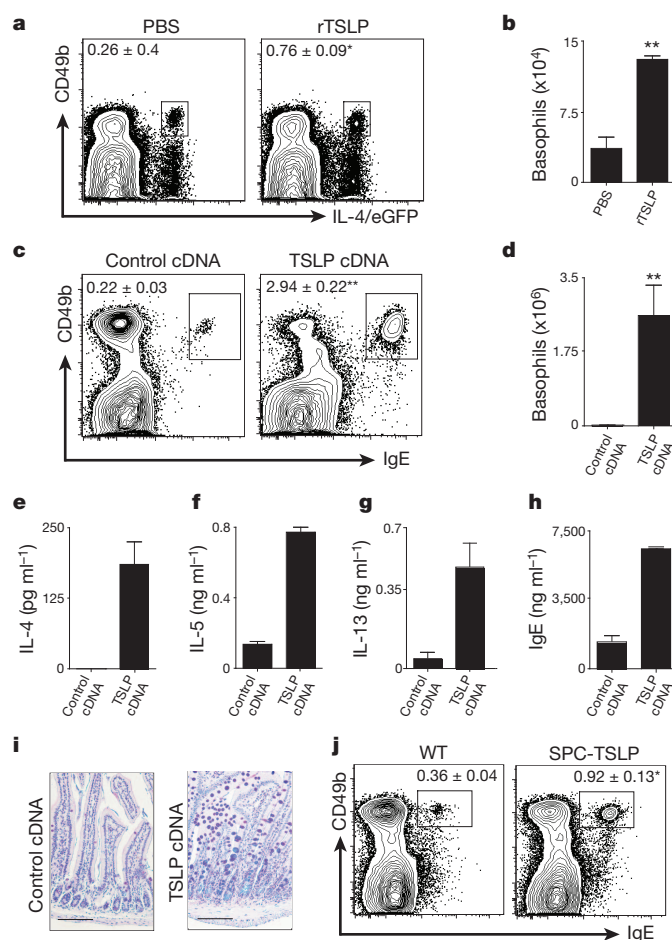 a
PBS
rTSLP
0.26 ± 0.4
0.76 ± 0.09*
CD49b
IL-4/eGFP
b
Basophils (x10⁴)
15
7.5
0
**
PBS
rTSLP
c
Control cDNA
TSLP cDNA
0.22 ± 0.03
2.94 ± 0.22**
CD49b
IgE
d
Basophils (x10⁶)
3.5
1.75
0
**
Control
cDNA
TSLP
cDNA
e
IL-4 (pg ml⁻¹)
250
125
0
Control
cDNA
TSLP
cDNA
f
IL-5 (ng ml⁻¹)
0.8
0.4
0
Control
cDNA
TSLP
cDNA
g
IL-13 (ng ml⁻¹)
0.7
0.35
0
Control
cDNA
TSLP
cDNA
h
IgE (ng ml⁻¹)
7,500
3,500
0
Control
cDNA
TSLP
cDNA
i
Control cDNA
TSLP cDNA
j
WT
SPC-TSLP
0.36 ± 0.04
0.92 ± 0.13*
CD49b
IgE